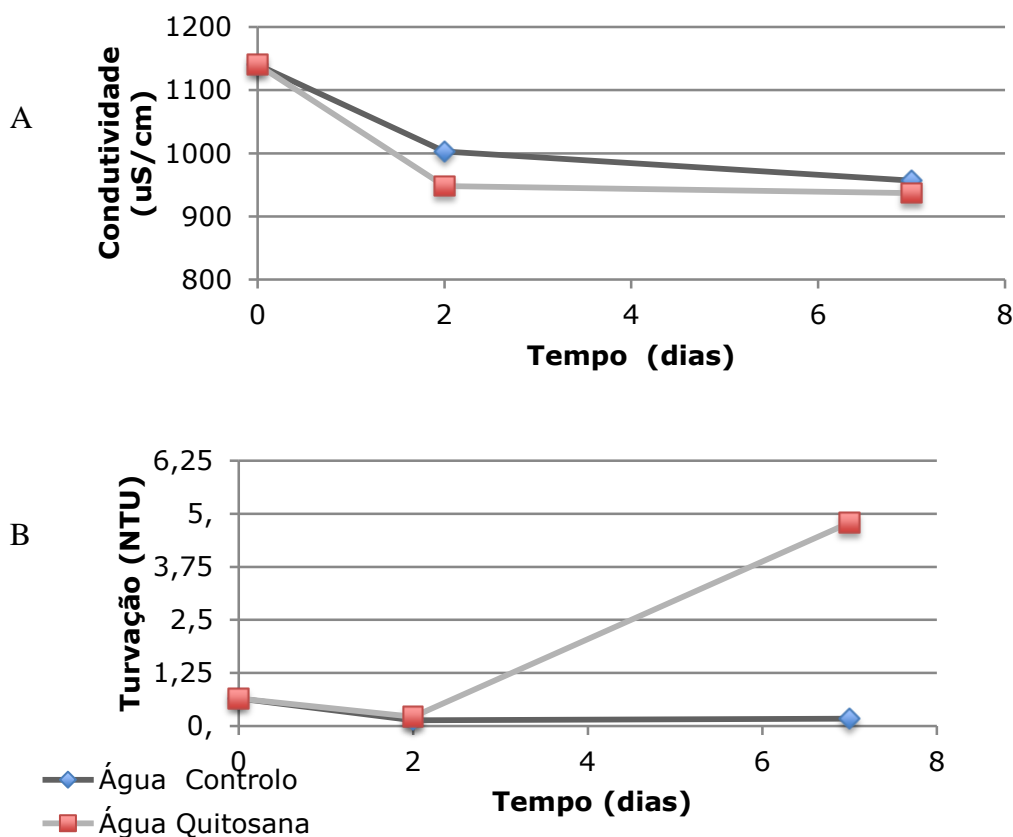 A
Condutividade
(uS/cm)
1200
1100
1000
900
800
0 2 4 6 8
Tempo (dias)
B
Turvação (NTU)
6,25
5,
3,75
2,5
1,25
0,
0 2 4 6 8
Tempo (dias)
Água Controlo
Água Quitosana